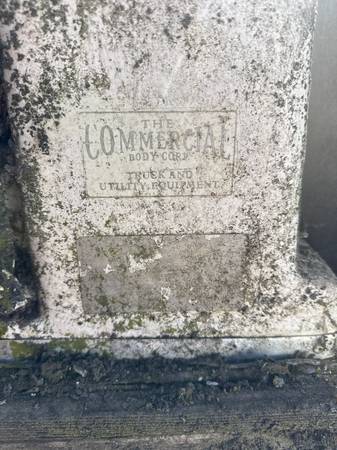 THE
COMMERCIAL
BODY CORP.
TRUCK AND
UTILITY EQUIPMENT